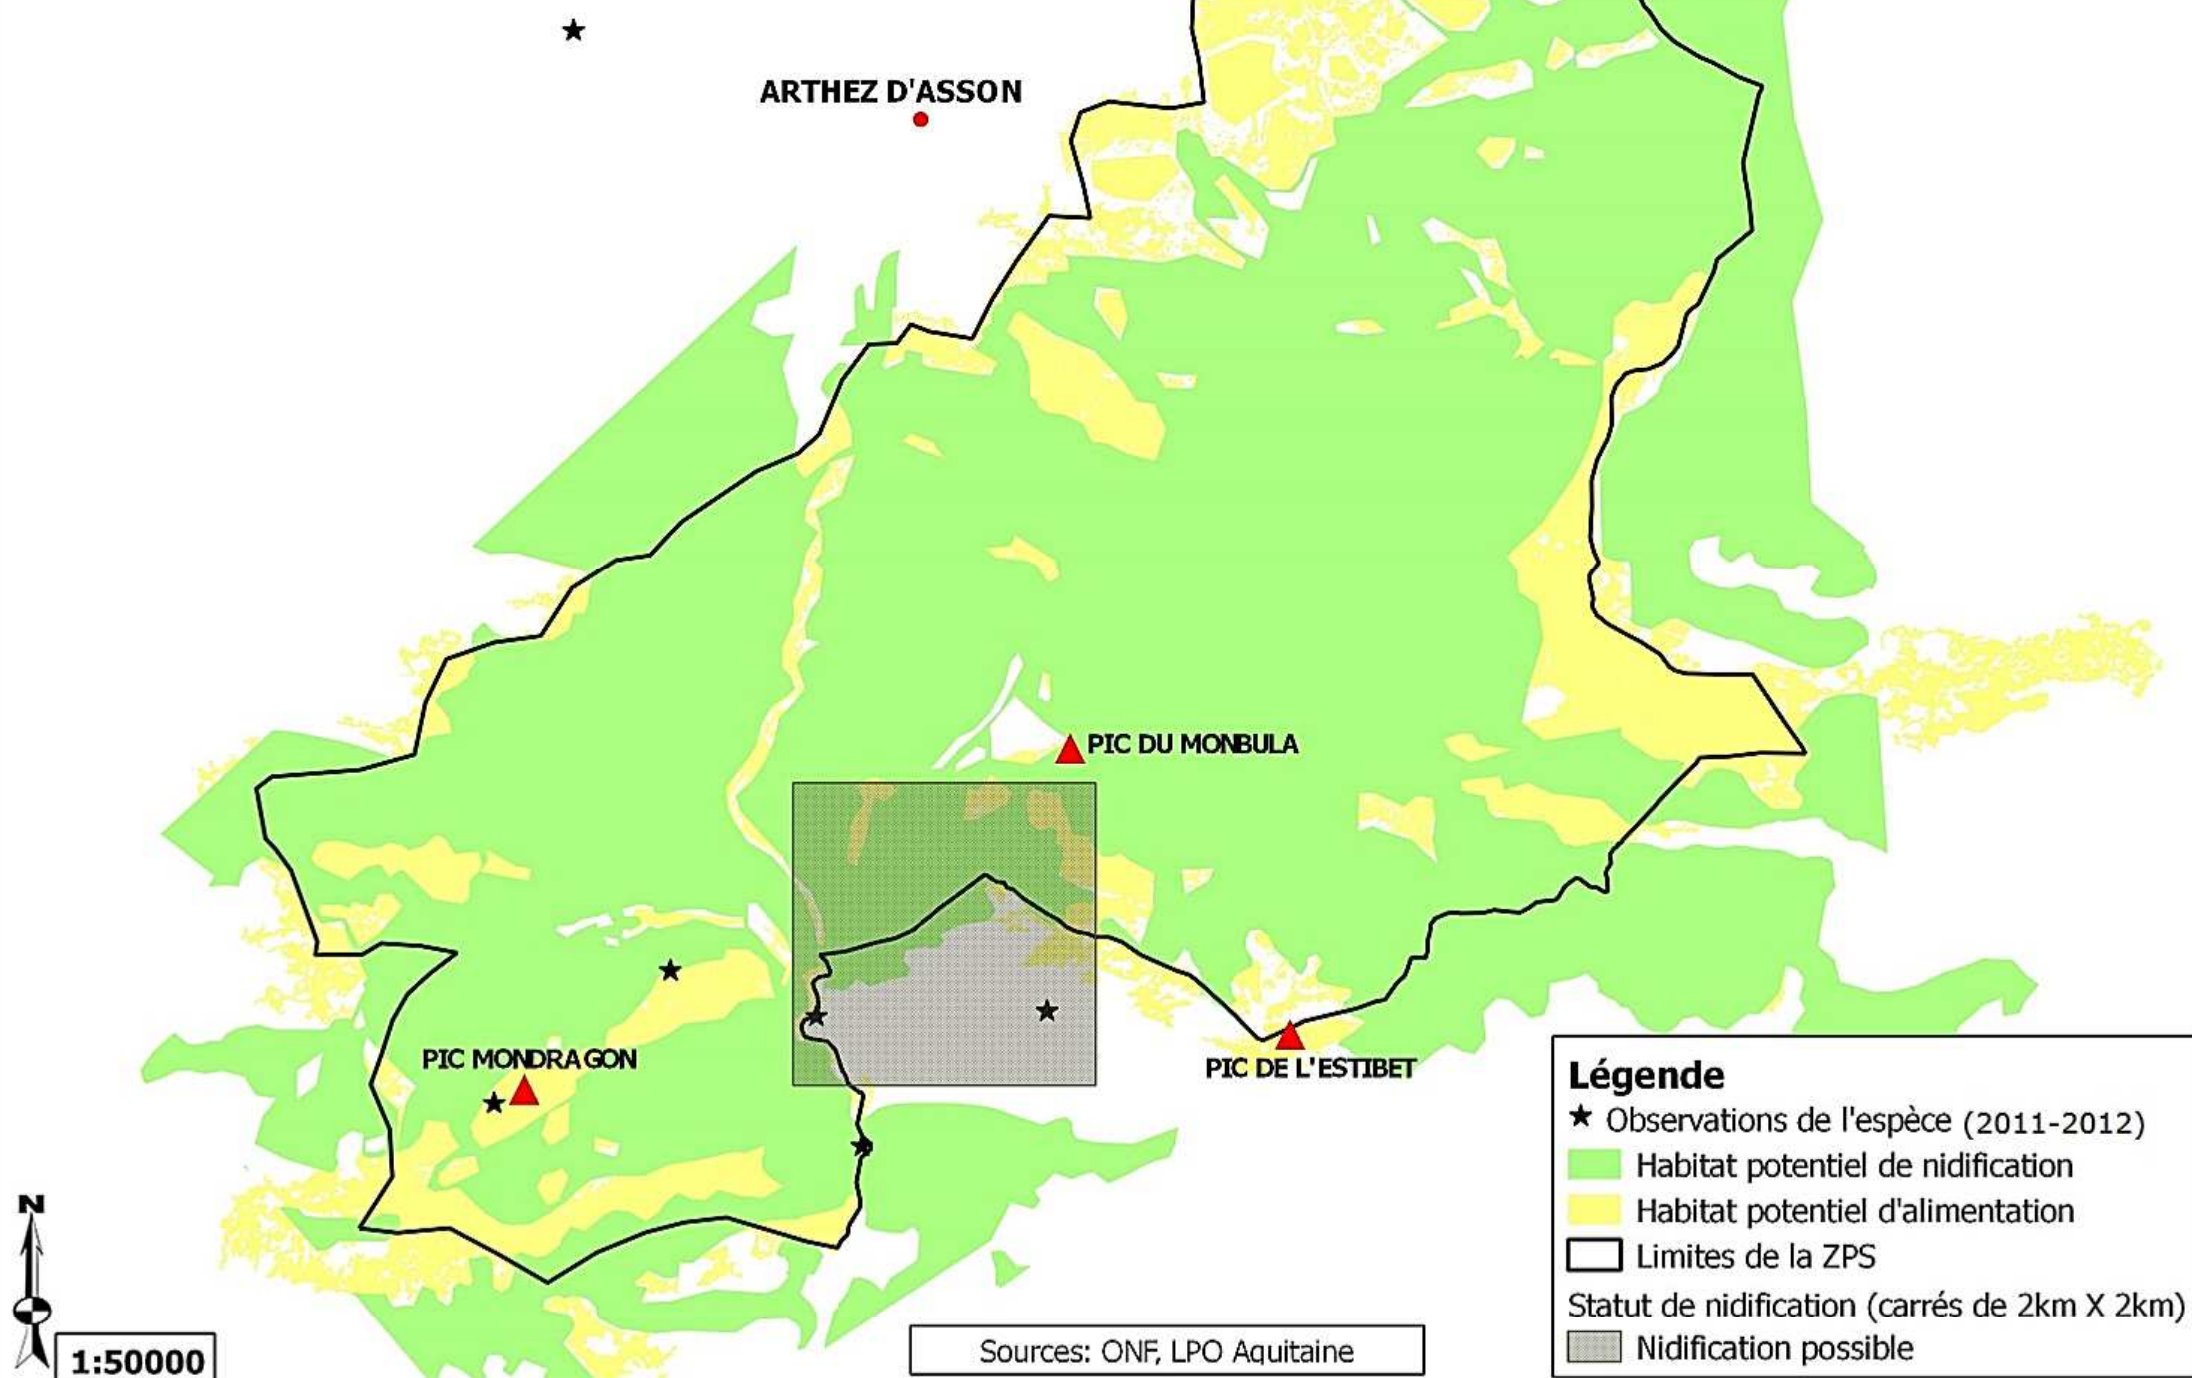 ARTHEZ D'ASSON
PIC DU MONBULA
PIC MONDRAGON
PIC DE L'ESTIBET
Légende
Observations de l'espèce (2011-2012)
Habitat potentiel de nidification
Habitat potentiel d'alimentation
Limites de la ZPS
Statut de nidification (carrés de 2km X 2km)
Nidification possible
N
1:50000
Sources: ONF, LPO Aquitaine